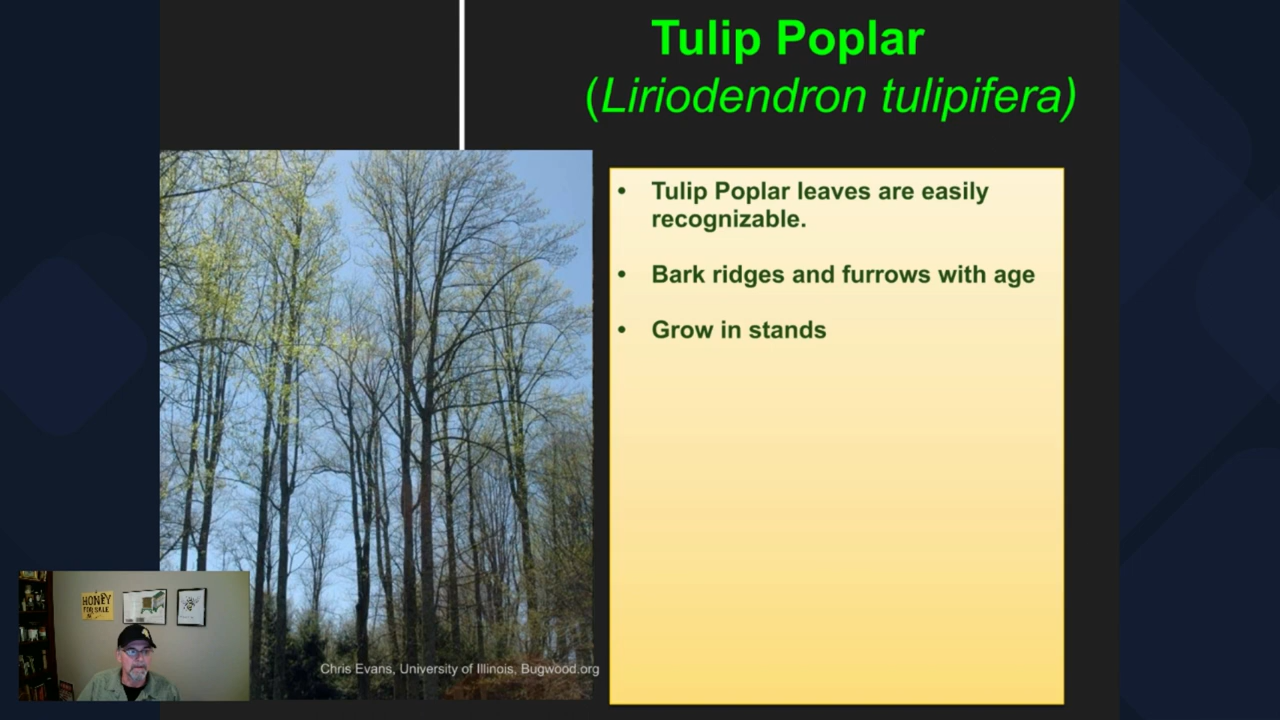 Tulip Poplar
(Liriodendron tulipifera)
• Tulip Poplar leaves are easily
recognizable.
• Bark ridges and furrows with age
• Grow in stands
Chris Evans, University of Illinois, Bugwood.org
HONEY
FOR SALE